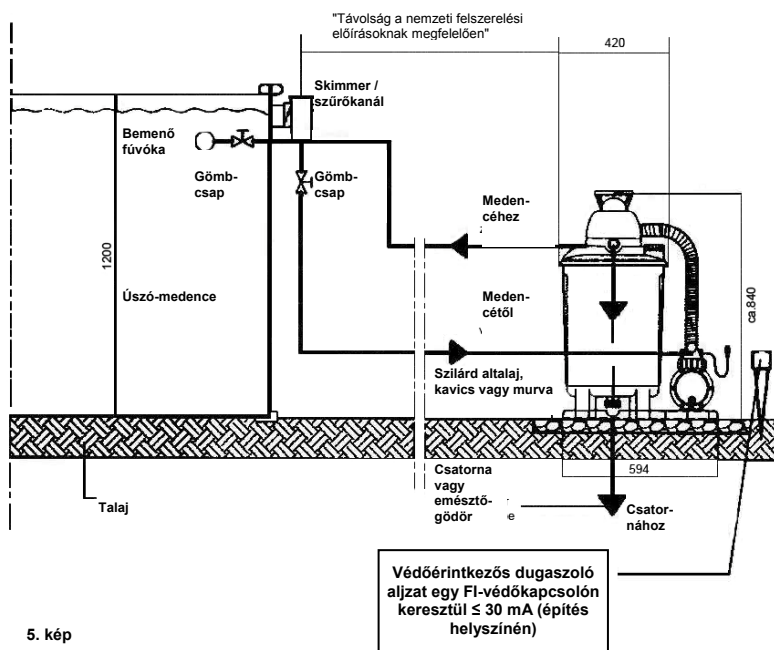 "Távolság a nemzeti felszerelési
előírásoknak megfelelően"
420
Skimmer /
szűrőkanál
Bemenő
fúvóka
Gömb-
csap
Gömb-
csap
Meden-
céhez
1200
Úszó-medence
Meden-
cétől
ca.840
Szilárd altalaj,
kavics vagy murva
594
Talaj
Csatorna
vagy
emésztő-
gödör
Csator-
nához
Védőérintkezős dugaszoló
aljzat egy FI-védőkapcsolón
keresztül ≤ 30 mA (építés
helyszínén)
5. kép